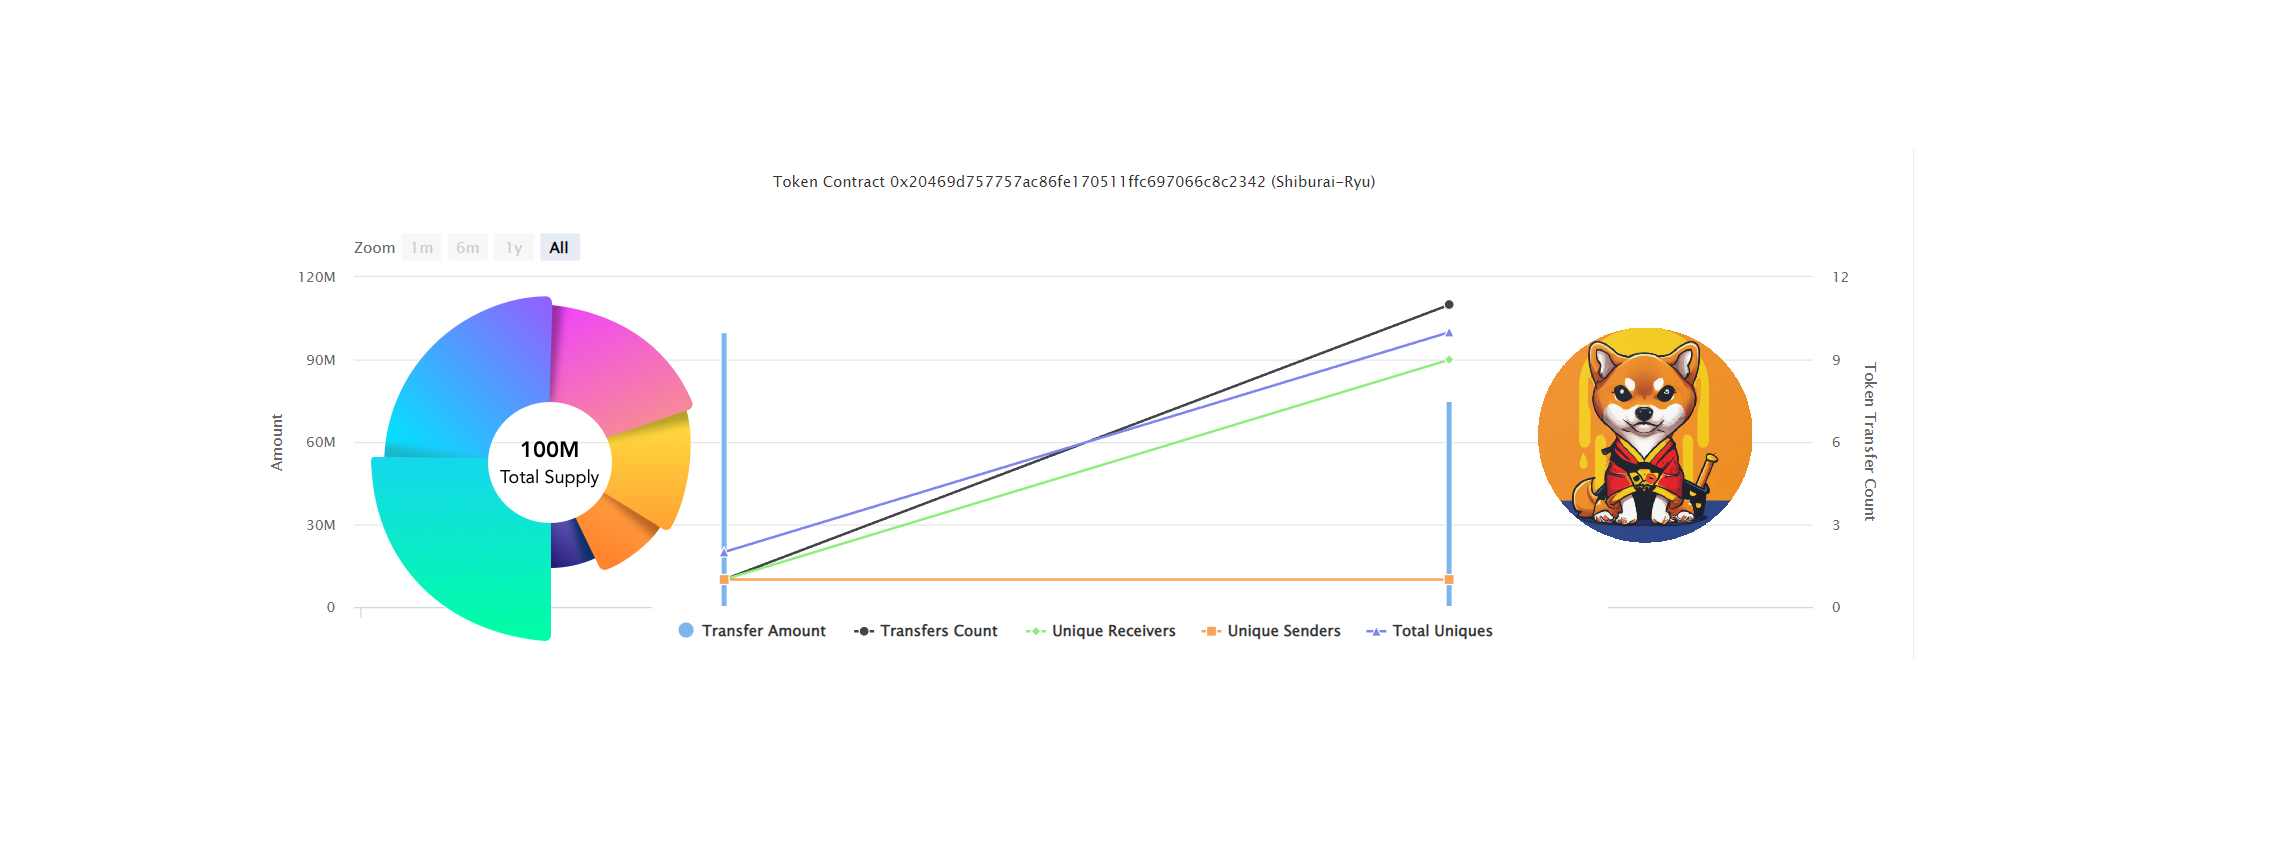 Token Contract 0x20469d757757ac86fe170511ffc697066c8c2342 (Shiburai-Ryu)
Zoom 1m 6m 1y All
120M
90M
60M
30M
0
Amount
100M
Total Supply
12
9
6
3
0
Token Transfer Count
Transfer Amount Transfers Count Unique Receivers Unique Senders Total Uniques